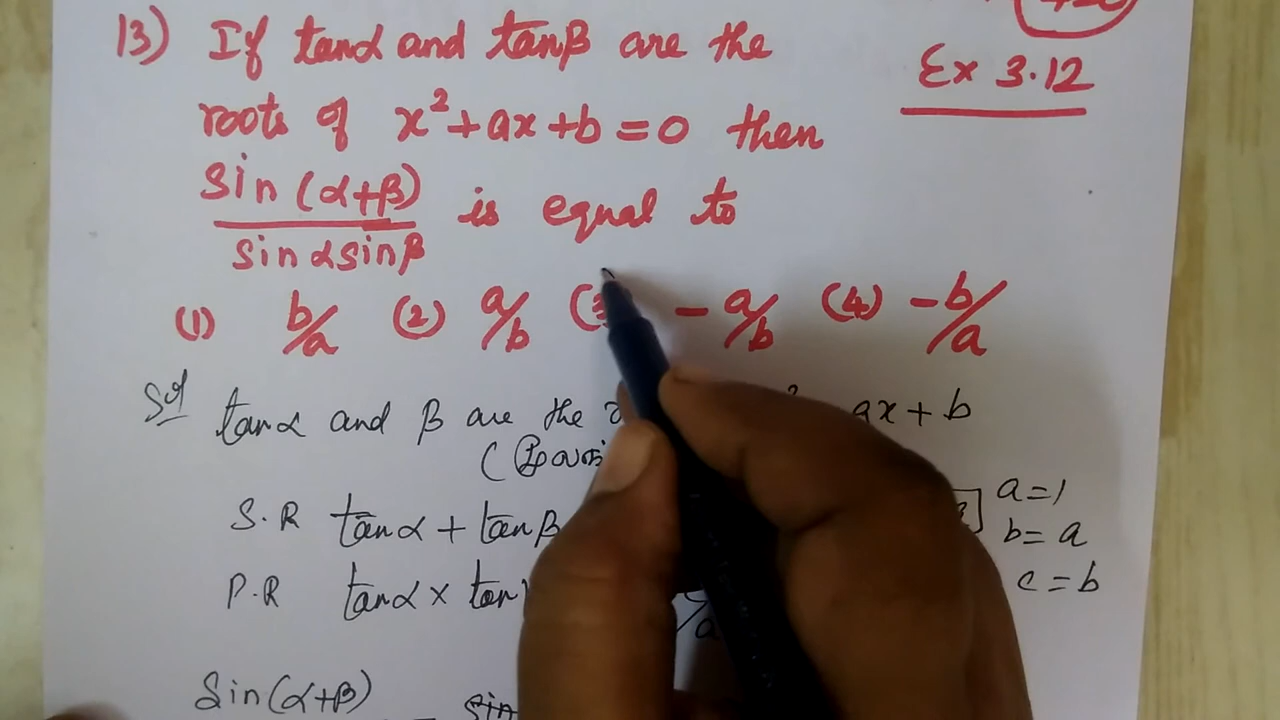 13) If tanα and tanβ are the
Ex 3.12
roots of x²+ax+b=0 then
sin (α+β)
is equal to
sinαsinβ
(1) b/a (2) a/b (3) -a/b (4) -b/a
Sol tanα and β are the ax+b
S.R tanα + tanβ
a=1
b=a
P.R tanα ×
c=b
Sin(α+β)